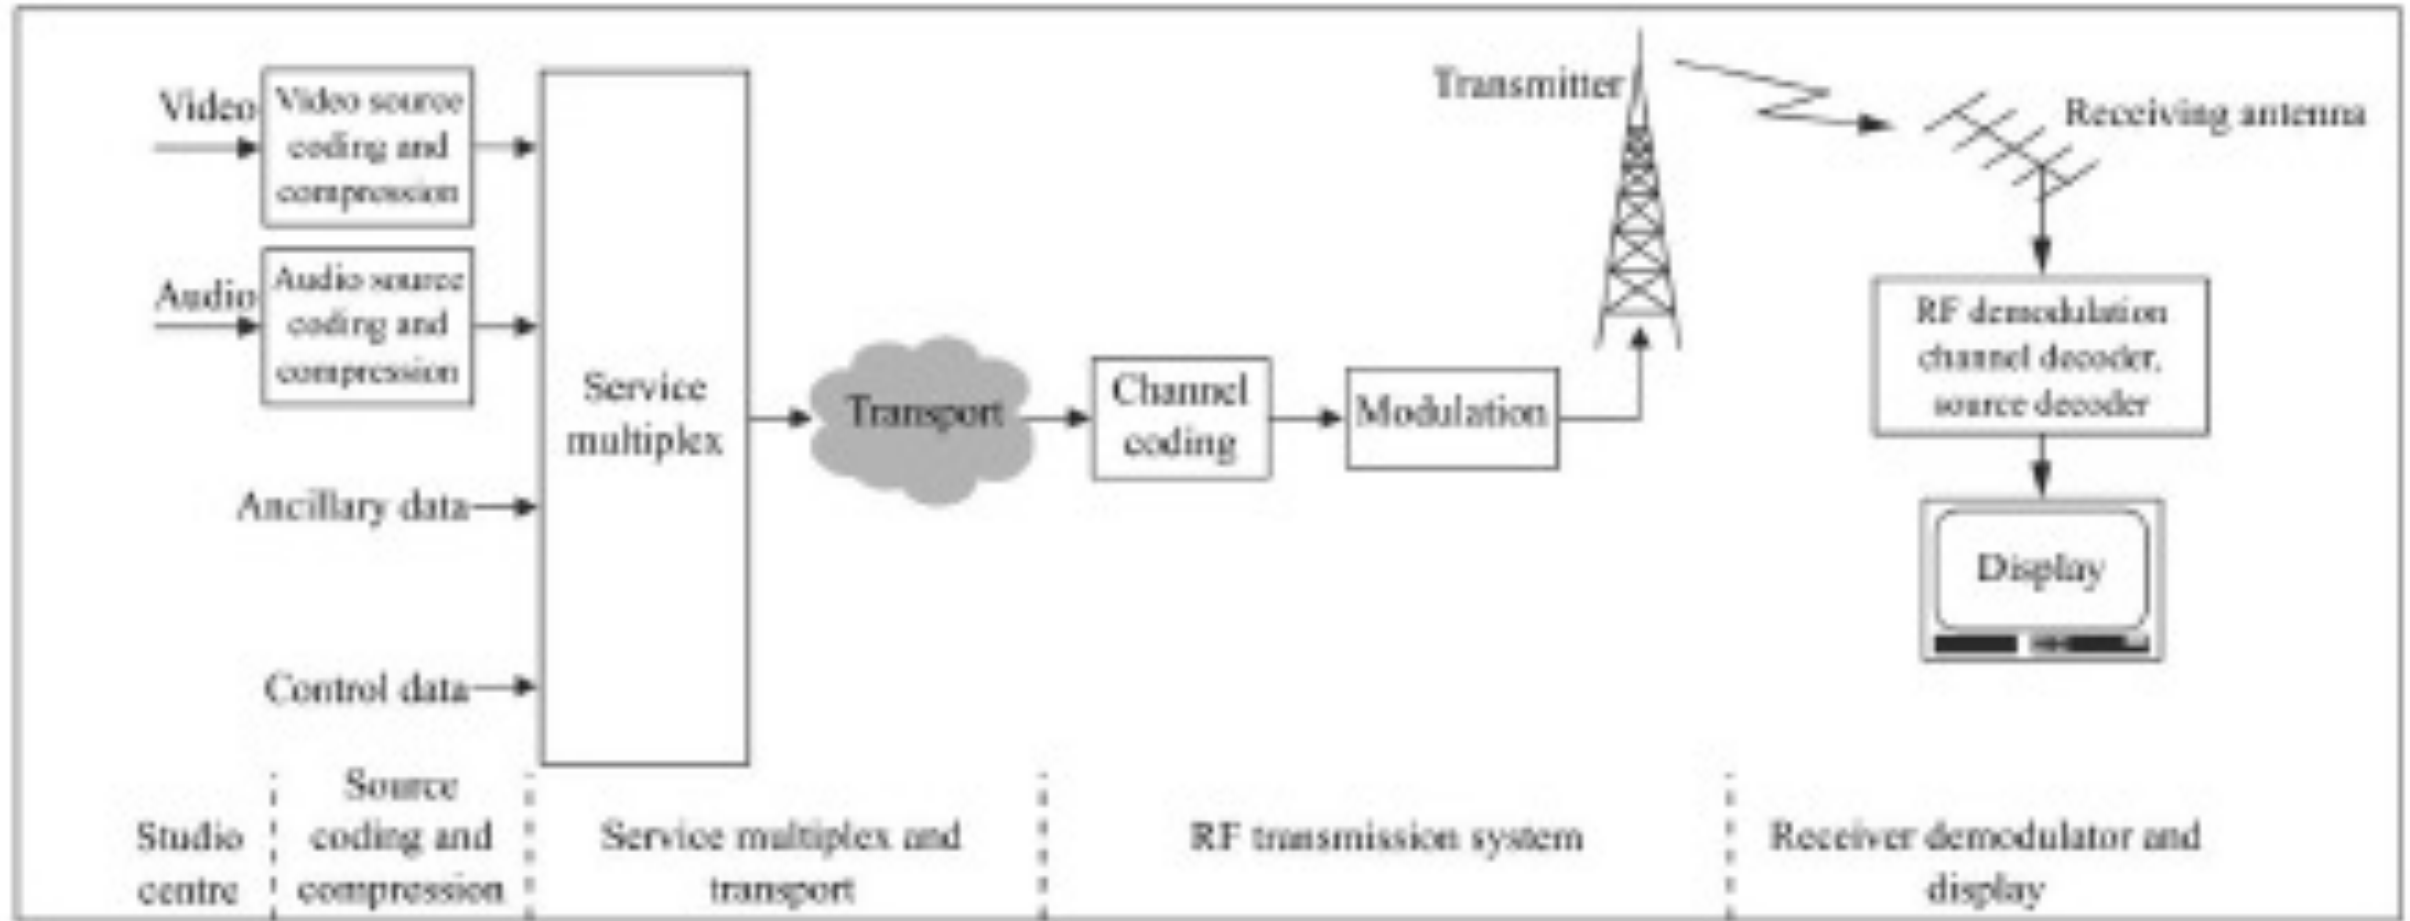 Video
Video source
coding and
compression
Audio
Audio source
coding and
compression
Ancillary data
Control data
Service
multiplex
Transport
Channel
coding
Modulation
Transmitter
Receiving antenna
RF demodulation
channel decoder,
source decoder
Display
Studio
centre
Source
coding and
compression
Service multiplex and
transport
RF transmission system
Receiver demodulator and
display